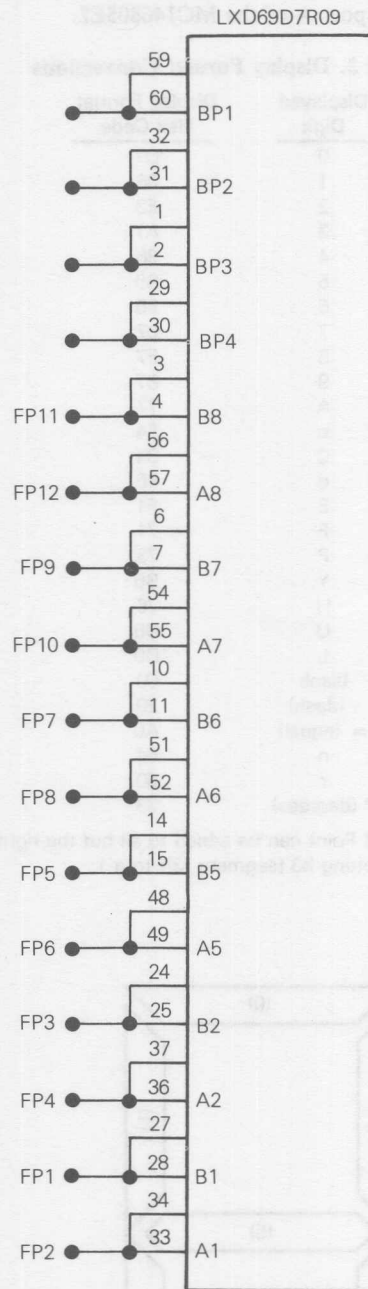 LXD69D7R09
59
60 BP1
32
31 BP2
1
2 BP3
29
30 BP4
3
FP11 4 B8
56
FP12 57 A8
6
FP9 7 B7
54
FP10 55 A7
10
FP7 11 B6
51
FP8 52 A6
14
FP5 15 B5
48
FP6 49 A5
24
FP3 25 B2
37
FP4 36 A2
27
FP1 28 B1
34
FP2 33 A1